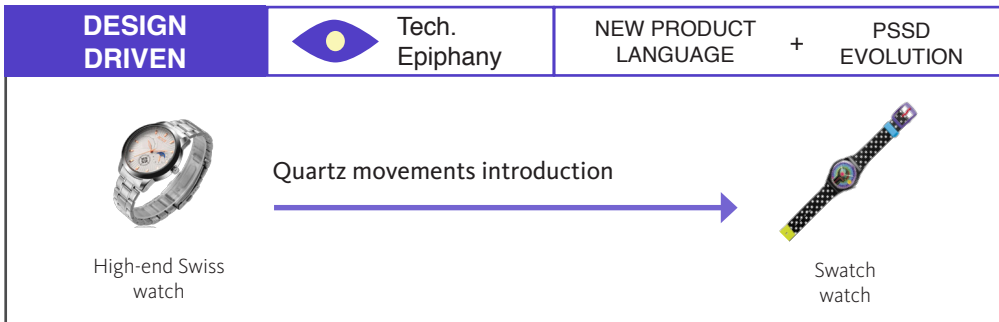 DESIGN
DRIVEN
Tech.
Epiphany
NEW PRODUCT
LANGUAGE
+
PSSD
EVOLUTION
Quartz movements introduction
High-end Swiss
watch
Swatch
watch